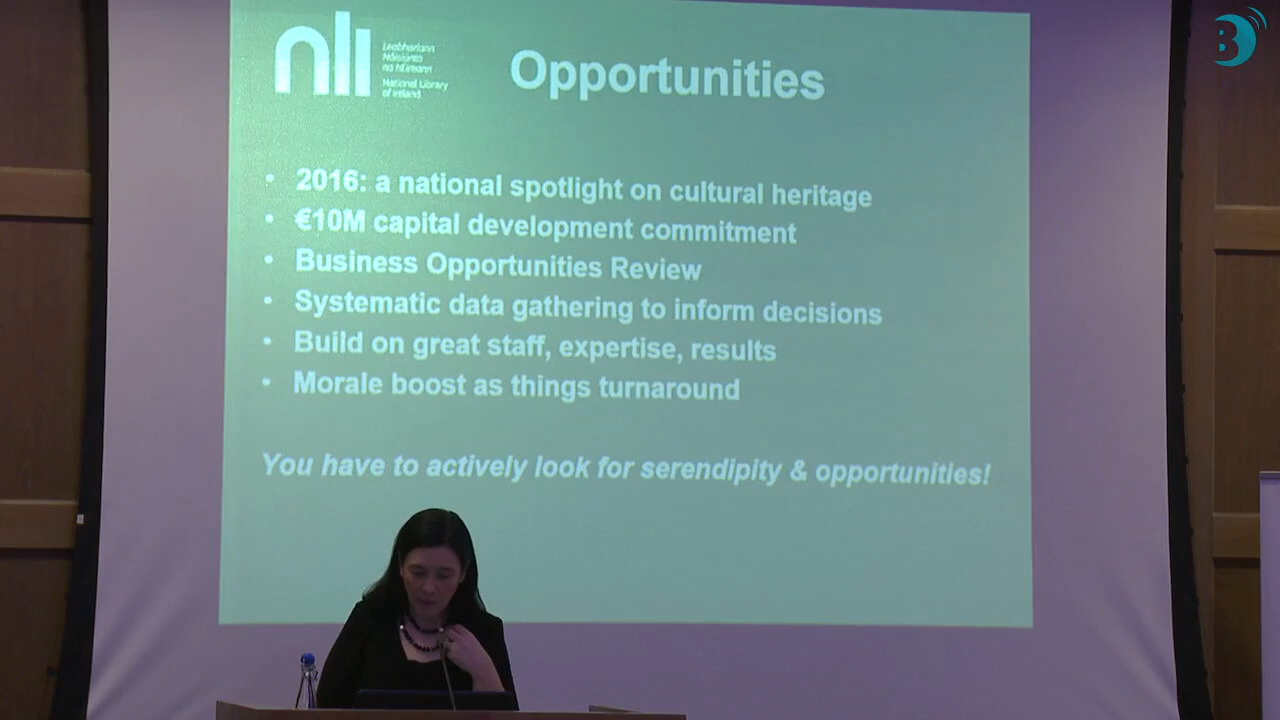 nli
Leabharlann
Náisiúnta
na hÉireann
National Library
of Ireland
Opportunities
• 2016: a national spotlight on cultural heritage
• €10M capital development commitment
• Business Opportunities Review
• Systematic data gathering to inform decisions
• Build on great staff, expertise, results
• Morale boost as things turnaround
You have to actively look for serendipity & opportunities!
B